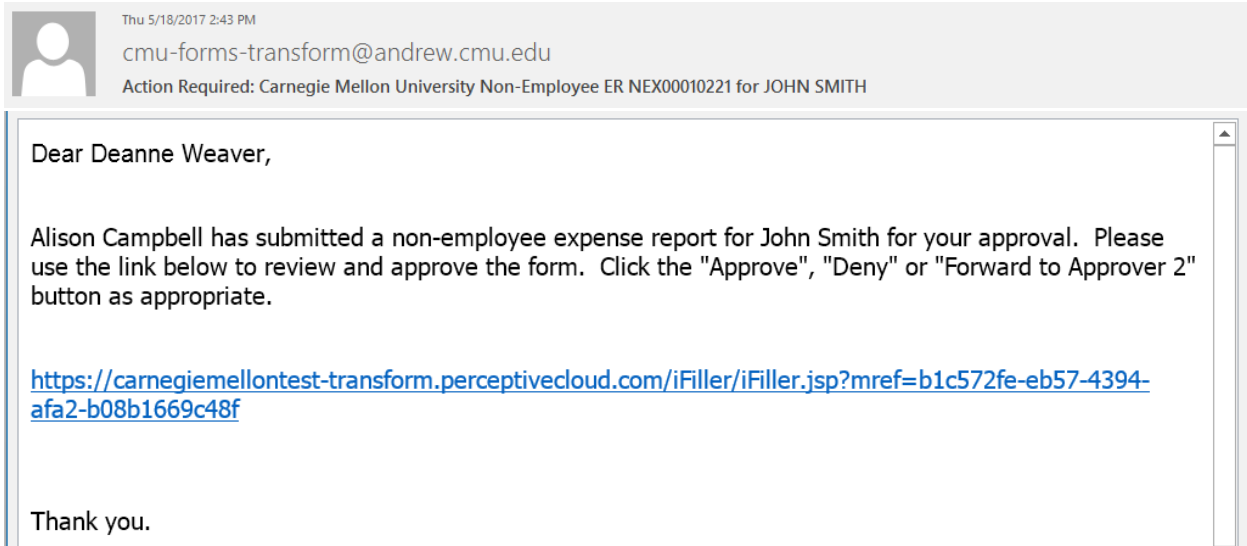 Thu 5/18/2017 2:43 PM
cmu-forms-transform@andrew.cmu.edu
Action Required: Carnegie Mellon University Non-Employee ER NEX00010221 for JOHN SMITH
Dear Deanne Weaver,
Alison Campbell has submitted a non-employee expense report for John Smith for your approval.  Please
use the link below to review and approve the form.  Click the "Approve", "Deny" or "Forward to Approver 2"
button as appropriate.
https://carnegiemellontest-transform.perceptivecloud.com/iFiller/iFiller.jsp?mref=b1c572fe-eb57-4394-
afa2-b08b1669c48f
Thank you.